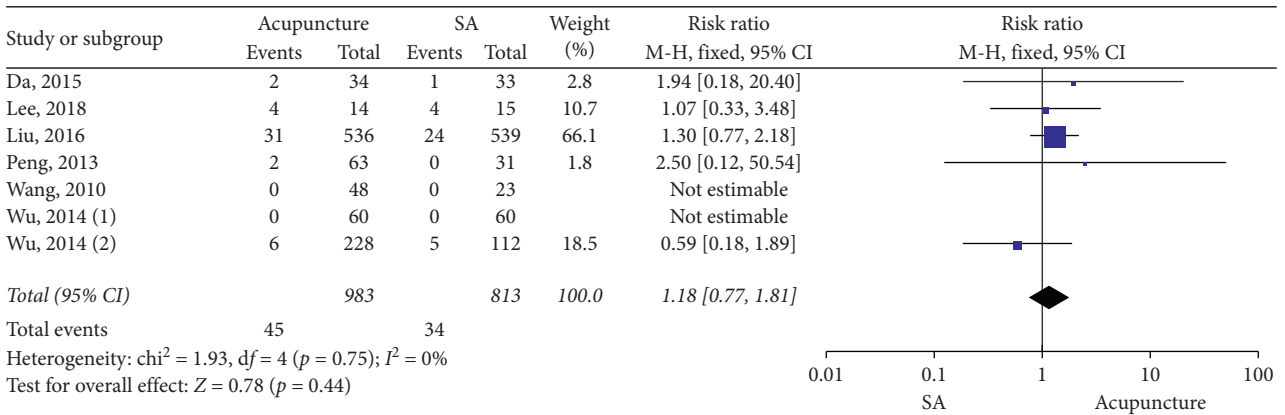 Study or subgroup Acupuncture SA Weight (%) Risk ratio Risk ratio
Events Total Events Total M-H, fixed, 95% CI M-H, fixed, 95% CI
Da, 2015 2 34 1 33 2.8 1.94 [0.18, 20.40]
Lee, 2018 4 14 4 15 10.7 1.07 [0.33, 3.48]
Liu, 2016 31 536 24 539 66.1 1.30 [0.77, 2.18]
Peng, 2013 2 63 0 31 1.8 2.50 [0.12, 50.54]
Wang, 2010 0 48 0 23 Not estimable
Wu, 2014 (1) 0 60 0 60 Not estimable
Wu, 2014 (2) 6 228 5 112 18.5 0.59 [0.18, 1.89]
Total (95% CI) 983 813 100.0 1.18 [0.77, 1.81]
Total events 45 34
Heterogeneity: chi² = 1.93, df = 4 (p = 0.75); I² = 0%
Test for overall effect: Z = 0.78 (p = 0.44)
0.01 0.1 1 10 100
SA Acupuncture